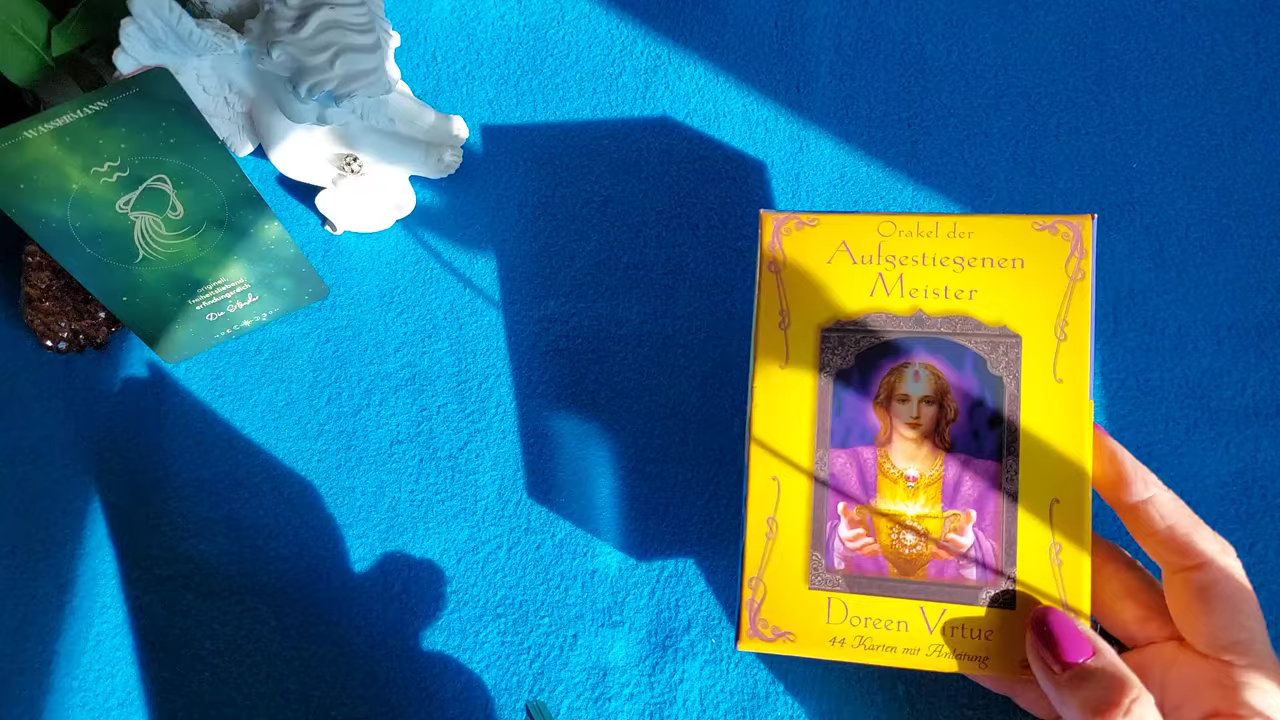 WASSERMANN
originell,
freiheitsliebend,
erfindungsreich
Orakel der
Aufgestiegenen
Meister
Doreen Virtue
44 Karten mit Anleitung